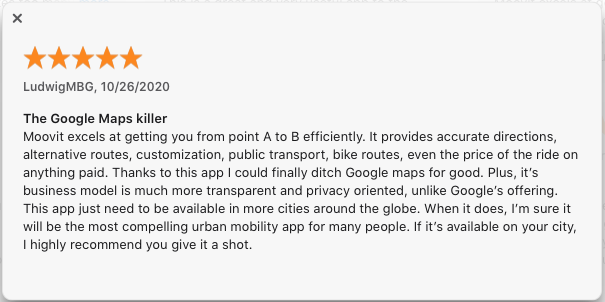 LudwigMBG, 10/26/2020
The Google Maps killer
Moovit excels at getting you from point A to B efficiently. It provides accurate directions,
alternative routes, customization, public transport, bike routes, even the price of the ride on
anything paid. Thanks to this app I could finally ditch Google maps for good. Plus, it’s
business model is much more transparent and privacy oriented, unlike Google’s offering.
This app just need to be available in more cities around the globe. When it does, I’m sure it
will be the most compelling urban mobility app for many people. If it’s available on your city,
I highly recommend you give it a shot.